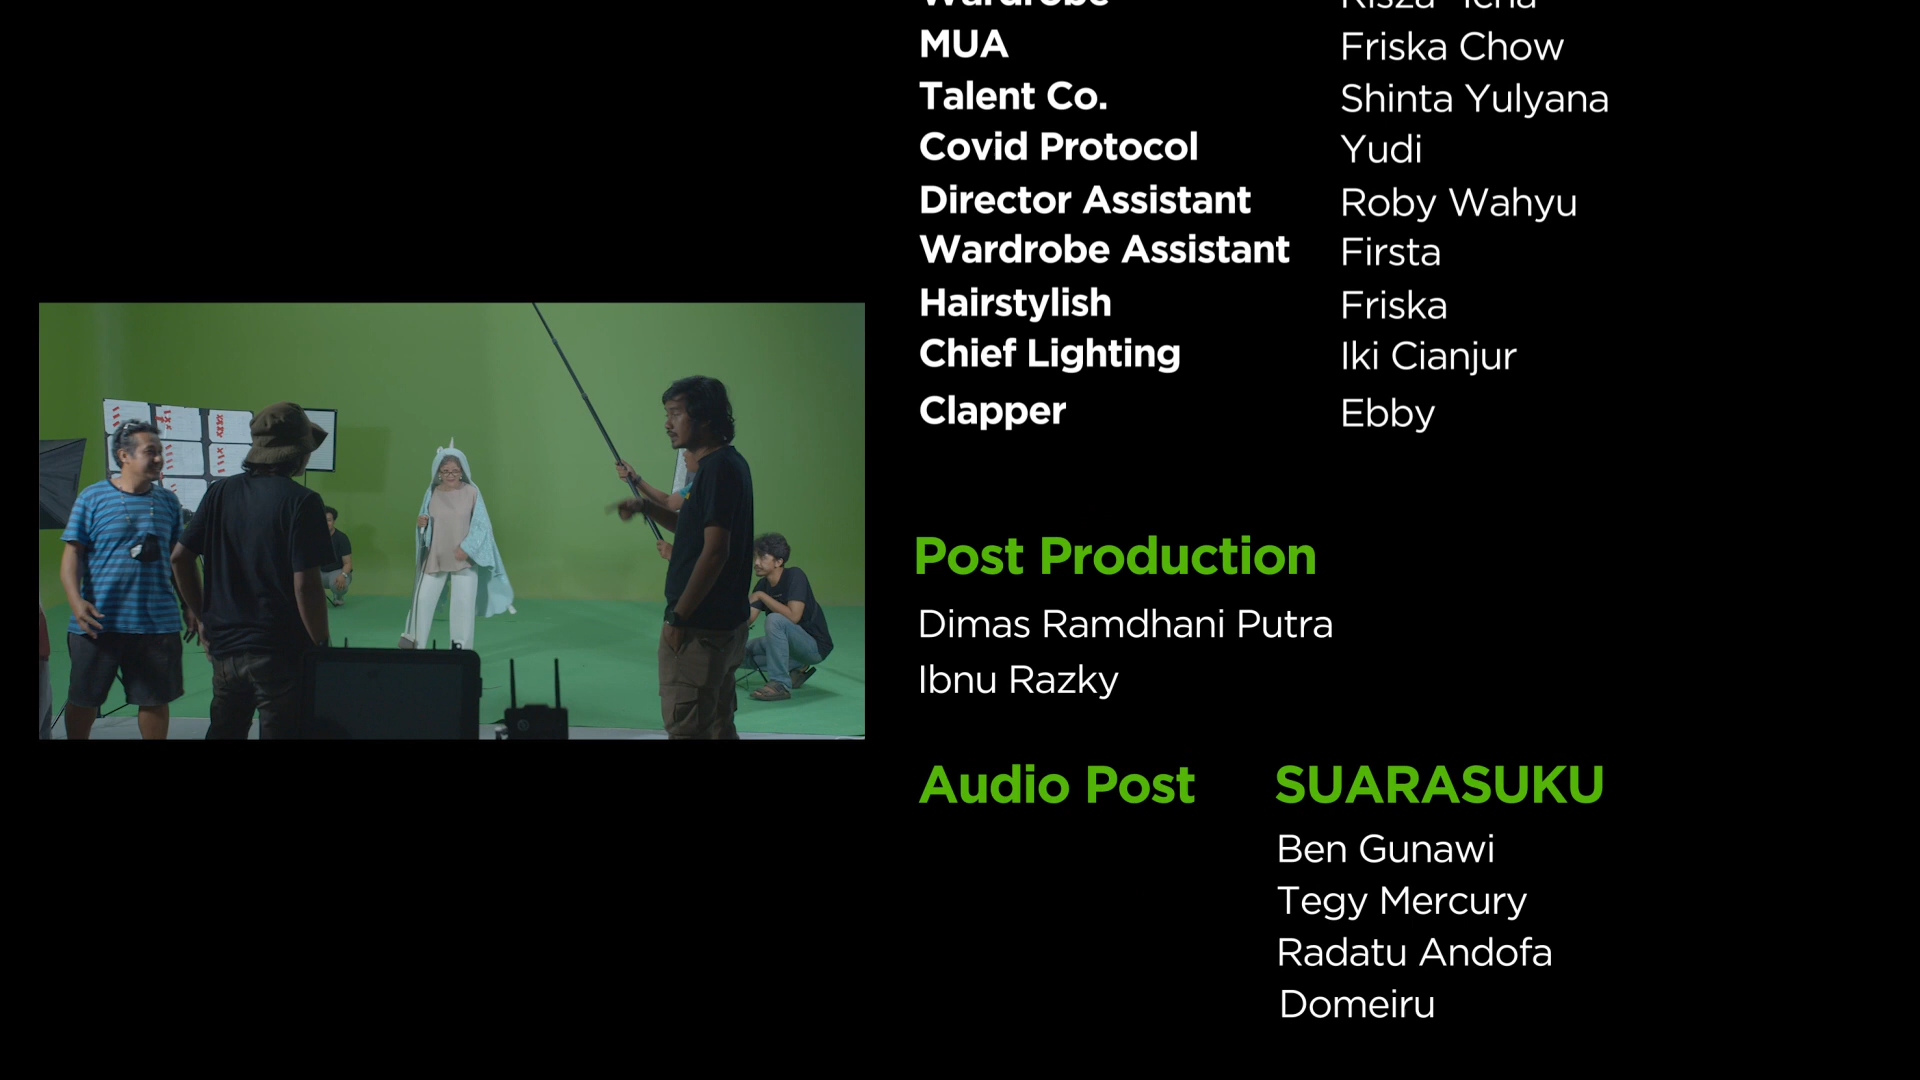 Wardrobe
MUA Friska Chow
Talent Co. Shinta Yulyana
Covid Protocol Yudi
Director Assistant Roby Wahyu
Wardrobe Assistant Firsta
Hairstylish Friska
Chief Lighting Iki Cianjur
Clapper Ebby
Post Production
Dimas Ramdhani Putra
Ibnu Razky
Audio Post SUARASUKU
Ben Gunawi
Tegy Mercury
Radatu Andofa
Domeiru